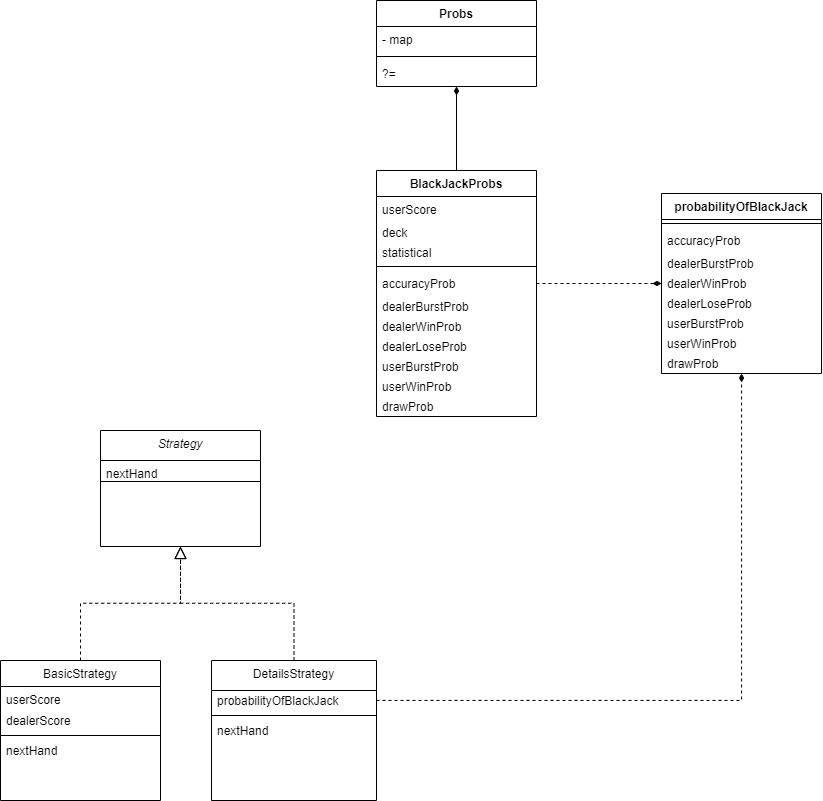 Probs
- map
?=
BlackJackProbs
userScore
deck
statistical
accuracyProb
dealerBurstProb
dealerWinProb
dealerLoseProb
userBurstProb
userWinProb
drawProb
probabilityOfBlackJack
accuracyProb
dealerBurstProb
dealerWinProb
dealerLoseProb
userBurstProb
userWinProb
drawProb
Strategy
nextHand
BasicStrategy
userScore
dealerScore
nextHand
DetailsStrategy
probabilityOfBlackJack
nextHand